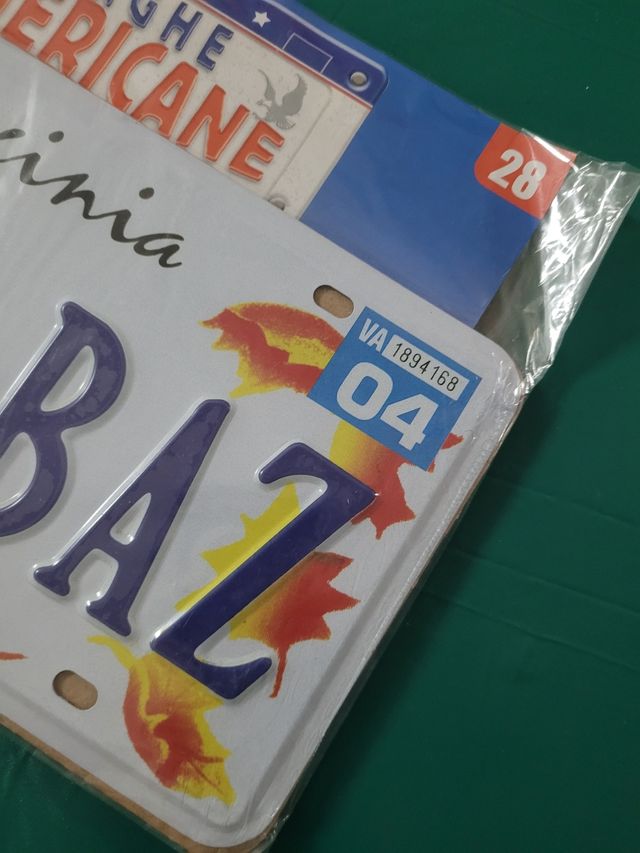 GHE
ERICANE
28
inia
VA 1894168
04
BAZ